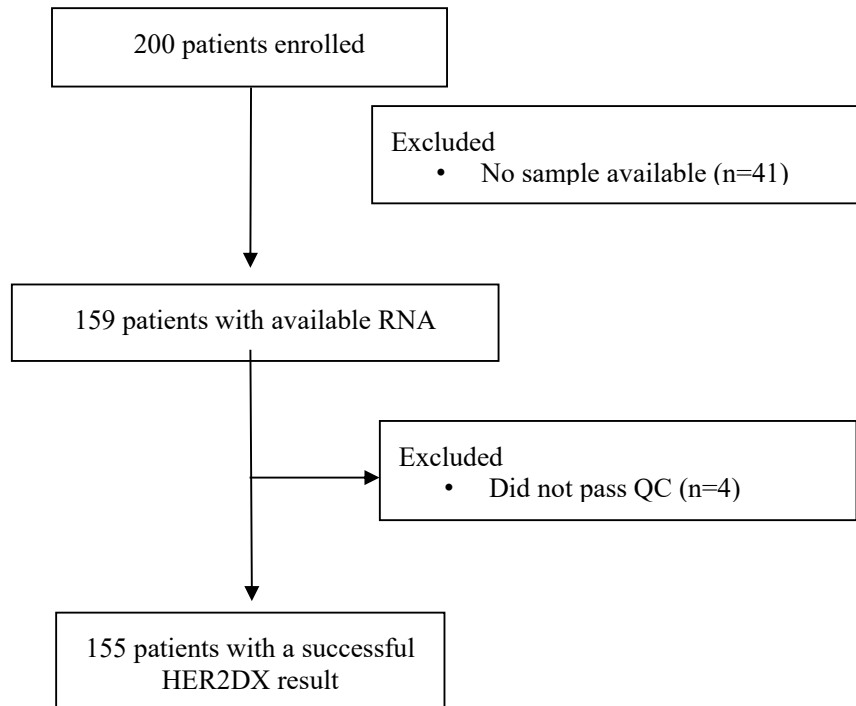 200 patients enrolled
Excluded
• No sample available (n=41)
159 patients with available RNA
Excluded
• Did not pass QC (n=4)
155 patients with a successful
HER2DX result